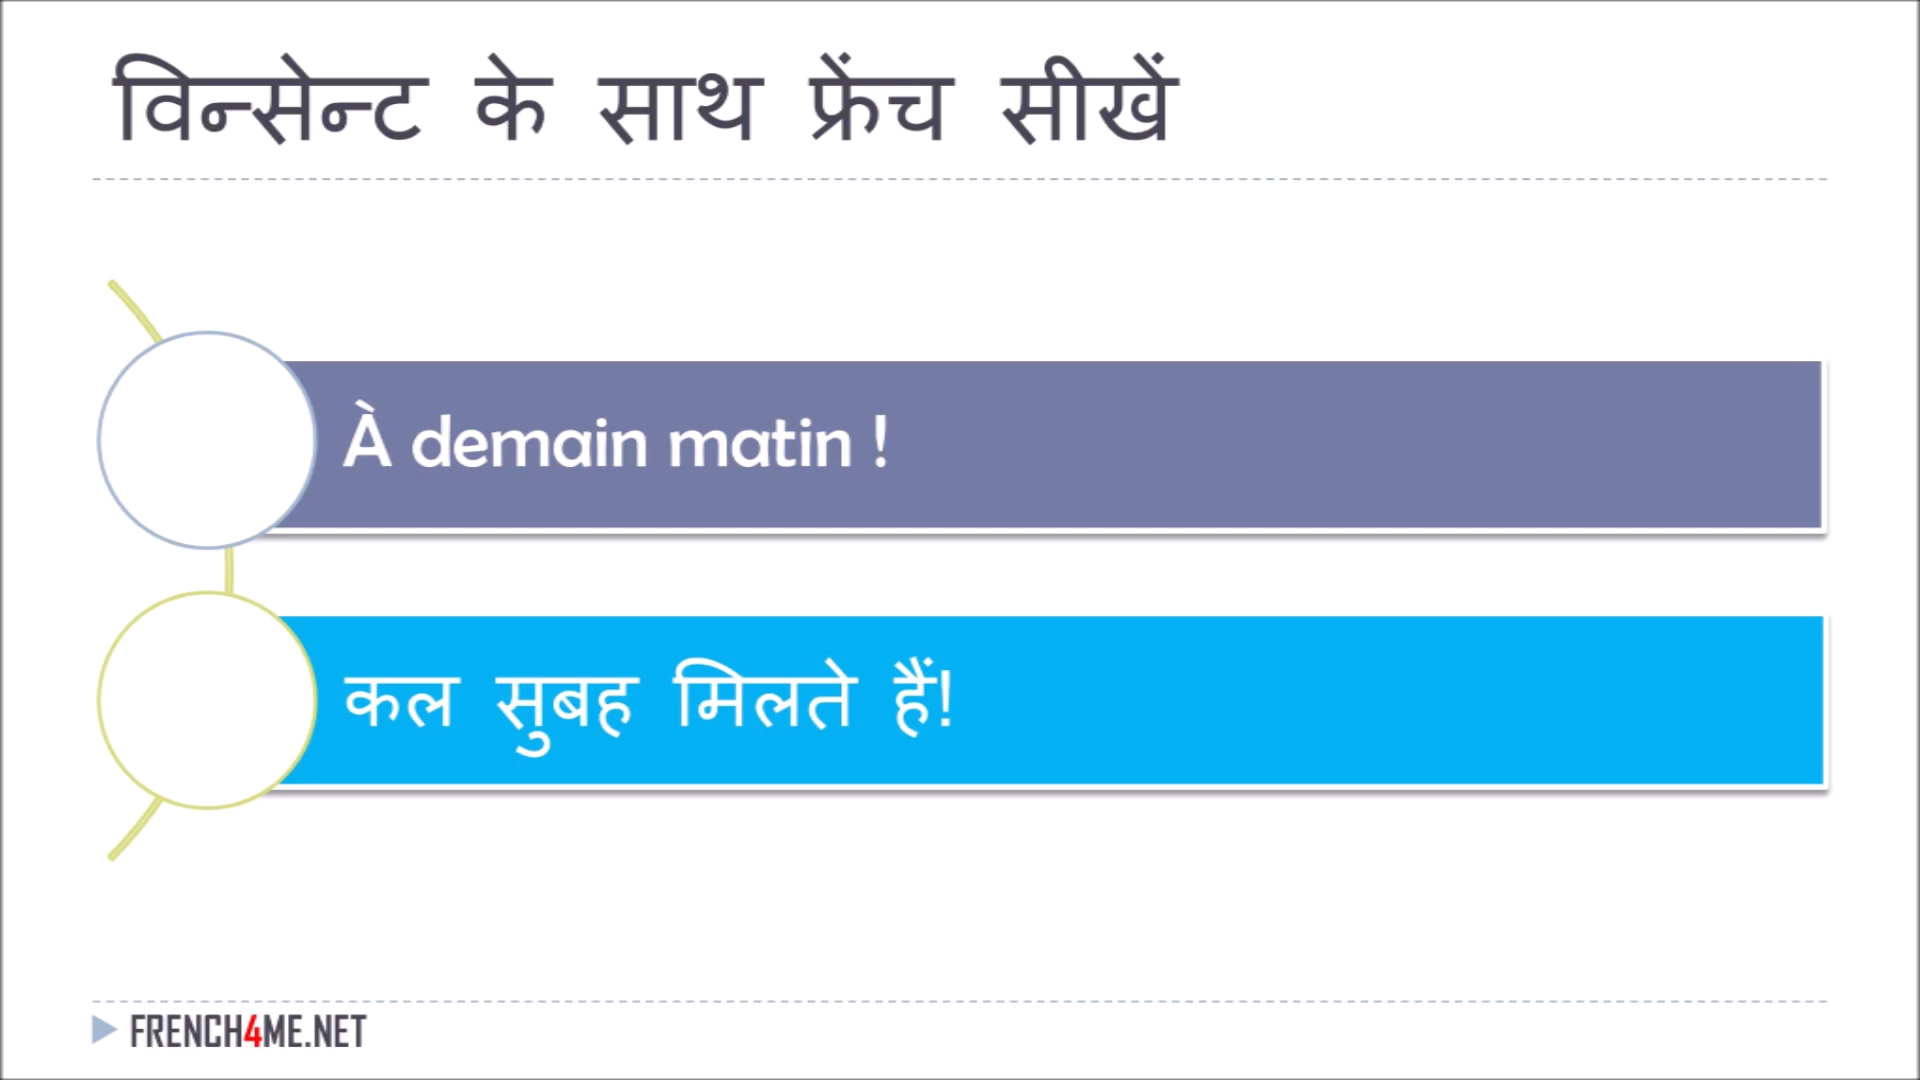 विन्सेन्ट के साथ फ्रेंच सीखें
À demain matin !
कल सुबह मिलते हैं!
FRENCH4ME.NET